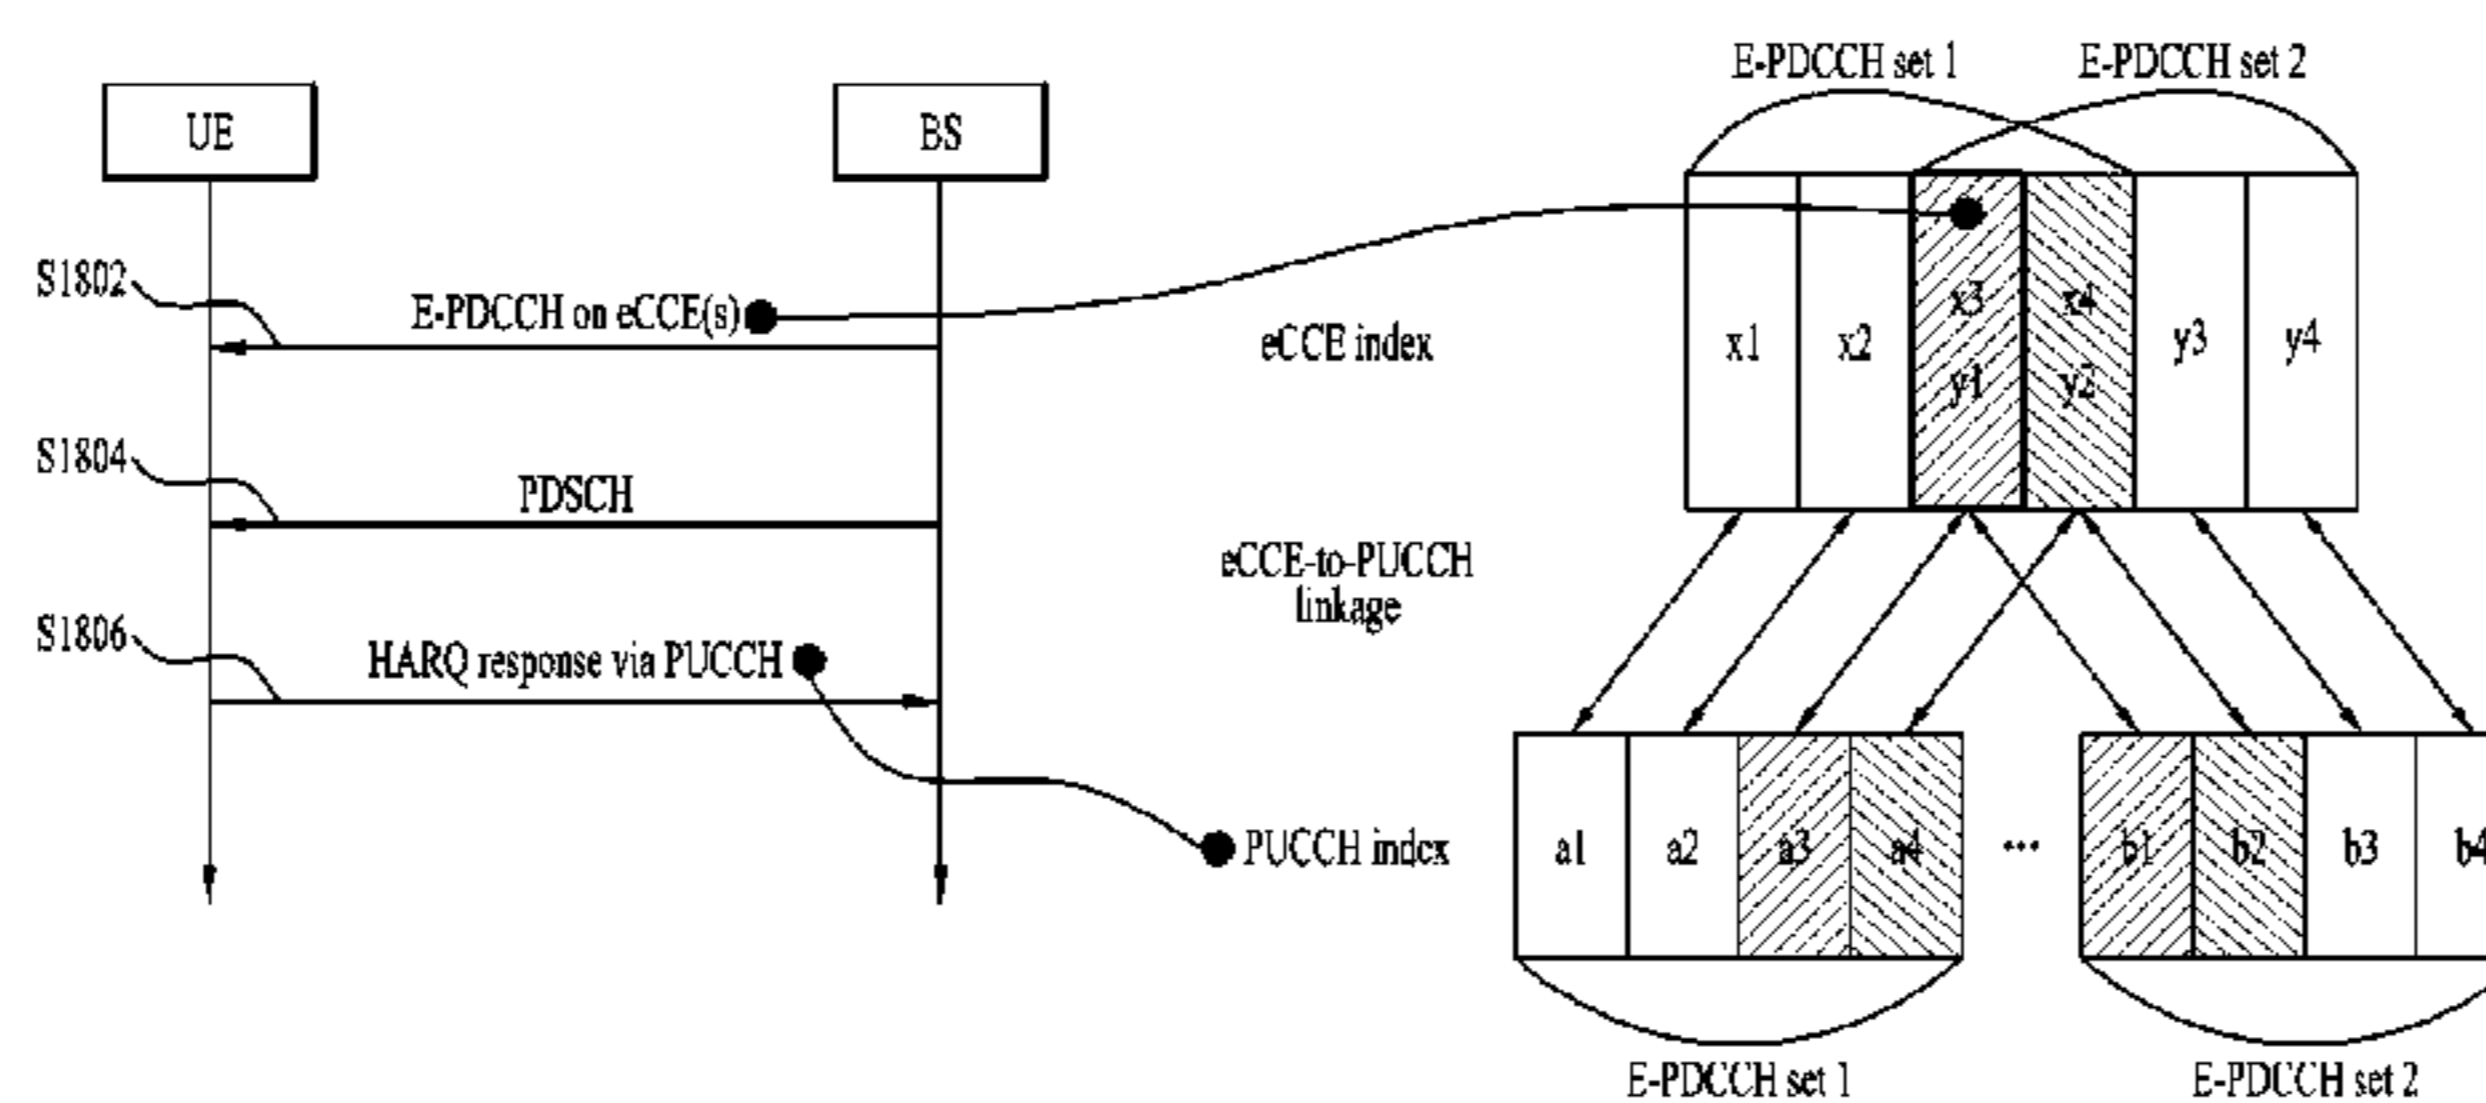 E-PDCCH set 1 E-PDCCH set 2
UE BS
S1802
E-PDCCH on eCCE(s)
eCCE index
x1 x2 x3 x4 y3 y4
y1 y2
S1804
PDSCH
eCCE-to-PUCCH
linkage
S1806
HARQ response via PUCCH
PUCCH index
a1 a2 a3 a4 ... b1 b2 b3 b4
E-PDCCH set 1 E-PDCCH set 2